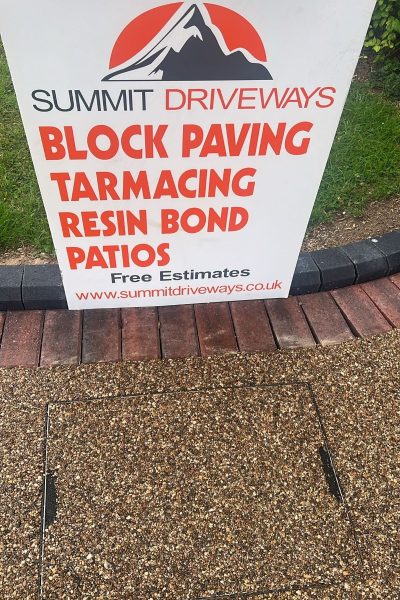 SUMMIT DRIVEWAYS
BLOCK PAVING
TARMACING
RESIN BOND
PATIOS
Free Estimates
www.summitdriveways.co.uk